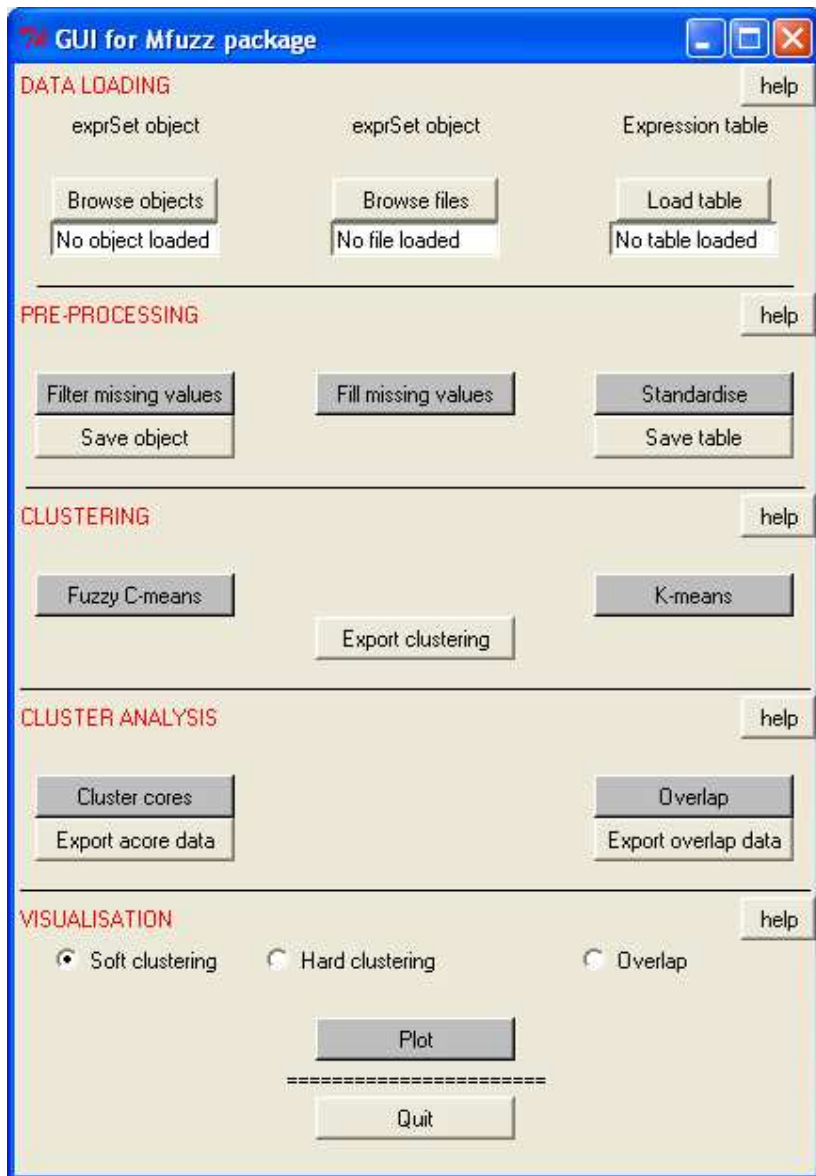 GUI for Mfuzz package
DATA LOADING help
exprSet object exprSet object Expression table
Browse objects Browse files Load table
No object loaded No file loaded No table loaded
PRE-PROCESSING help
Filter missing values Fill missing values Standardise
Save object Save table
CLUSTERING help
Fuzzy C-means K-means
Export clustering
CLUSTER ANALYSIS help
Cluster cores Overlap
Export acore data Export overlap data
VISUALISATION help
Soft clustering Hard clustering Overlap
Plot
=======================
Quit